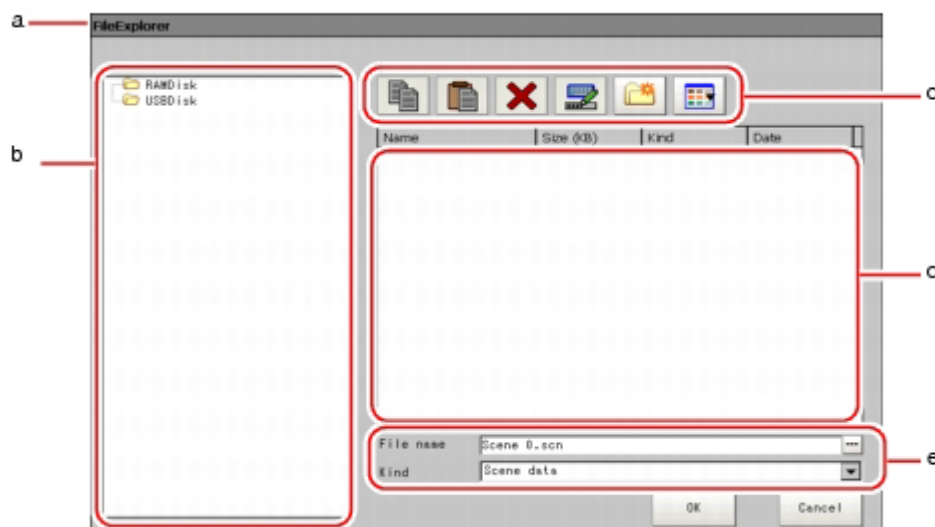 a
FileExplorer
RAMDisk
USBDisk
b
c
Name Size (KB) Kind Date
d
File name Scene 0.scn ...
Kind Scene data
e
OK Cancel